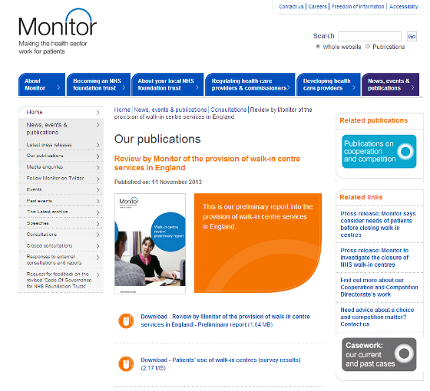 Contact us | Careers | Freedom of Information | Accessibility
Monitor
Making the health sector
work for patients
Search
Go
Whole website
Publications
About
Monitor
Becoming an NHS
foundation trust
About your local NHS
foundation trust
Regulating health care
providers & commissioners
Developing health
care providers
News, events &
publications
Home
News, events &
publications
Latest press releases
Our publications
Media enquiries
Follow Monitor on Twitter
Events
Past events
The Latest archive
Speeches
Consultations
Closed consultations
Responses to external
consultations and reports
Request for feedback on the
revised 'Code Of Governance
for NHS Foundation Trusts'
Home | News, events & publications | Consultations | Review by Monitor of the
provision of walk-in centre services in England
Our publications
Review by Monitor of the provision of walk-in centre
services in England
Published on: 11 November 2013
Monitor
Walk-in centre
review:
preliminary report
This is our preliminary report into the
provision of walk-in centre services
in England.
Download - Review by Monitor of the provision of walk-in centre
services in England - Preliminary report (1.64 MB)
Download - Patients' use of walk-in centres (survey results)
(2.17 MB)
Related publications
Publications on
cooperation
and competition
Related links
Press release: Monitor says
consider needs of patients
before closing walk-in
centres
Press release: Monitor to
investigate the closure of
NHS walk-in centres
Find out more about our
Cooperation and Competition
Directorate's work
Need advice about a choice
and competitive matter?
Contact us
Casework:
our current
and past cases